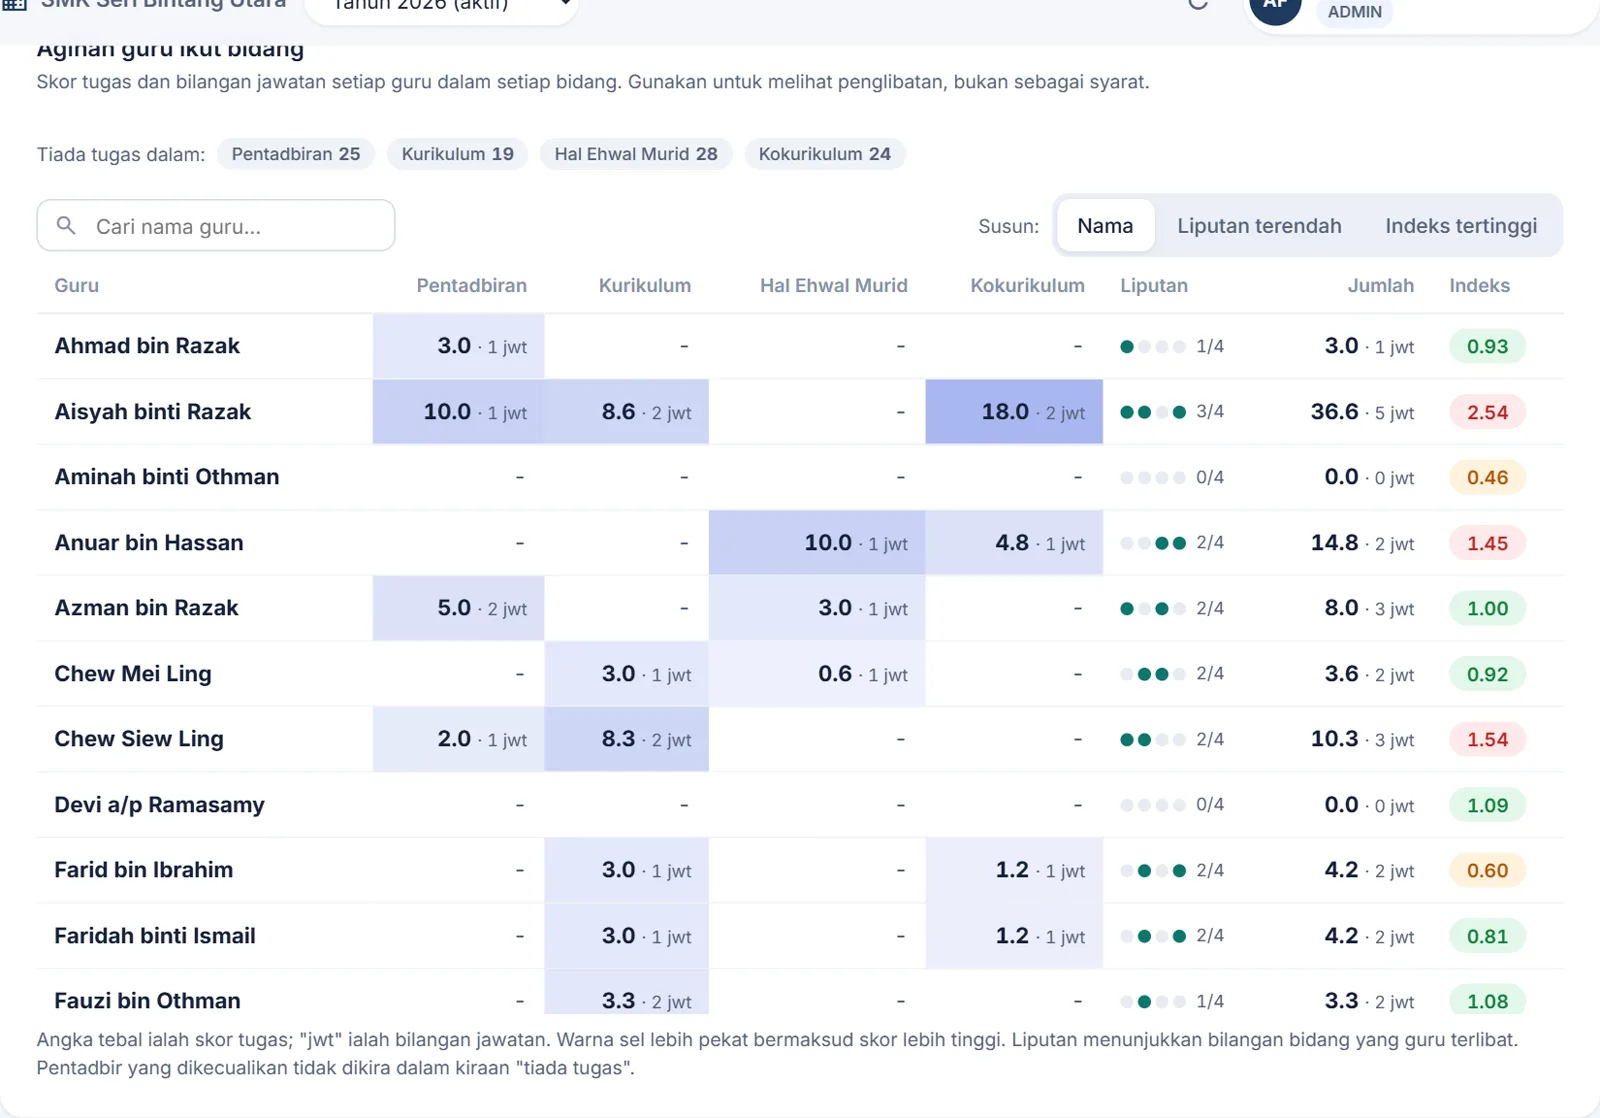 SMK Seri Bintang Utara
Tahun 2026 (aktif)
AF
ADMIN
Agihan guru ikut bidang
Skor tugas dan bilangan jawatan setiap guru dalam setiap bidang. Gunakan untuk melihat penglibatan, bukan sebagai syarat.
Tiada tugas dalam: Pentadbiran 25 Kurikulum 19 Hal Ehwal Murid 28 Kokurikulum 24
Cari nama guru... Susun: Nama Liputan terendah Indeks tertinggi
Guru Pentadbiran Kurikulum Hal Ehwal Murid Kokurikulum Liputan Jumlah Indeks
Ahmad bin Razak 3.0 · 1 jwt - - - 1/4 3.0 · 1 jwt 0.93
Aisyah binti Razak 10.0 · 1 jwt 8.6 · 2 jwt - 18.0 · 2 jwt 3/4 36.6 · 5 jwt 2.54
Aminah binti Othman - - - - 0/4 0.0 · 0 jwt 0.46
Anuar bin Hassan - - 10.0 · 1 jwt 4.8 · 1 jwt 2/4 14.8 · 2 jwt 1.45
Azman bin Razak 5.0 · 2 jwt - 3.0 · 1 jwt - 2/4 8.0 · 3 jwt 1.00
Chew Mei Ling - 3.0 · 1 jwt 0.6 · 1 jwt - 2/4 3.6 · 2 jwt 0.92
Chew Siew Ling 2.0 · 1 jwt 8.3 · 2 jwt - - 2/4 10.3 · 3 jwt 1.54
Devi a/p Ramasamy - - - - 0/4 0.0 · 0 jwt 1.09
Farid bin Ibrahim - 3.0 · 1 jwt - 1.2 · 1 jwt 2/4 4.2 · 2 jwt 0.60
Faridah binti Ismail - 3.0 · 1 jwt - 1.2 · 1 jwt 2/4 4.2 · 2 jwt 0.81
Fauzi bin Othman - 3.3 · 2 jwt - - 1/4 3.3 · 2 jwt 1.08
Angka tebal ialah skor tugas; "jwt" ialah bilangan jawatan. Warna sel lebih pekat bermaksud skor lebih tinggi. Liputan menunjukkan bilangan bidang yang guru terlibat.
Pentadbir yang dikecualikan tidak dikira dalam kiraan "tiada tugas".